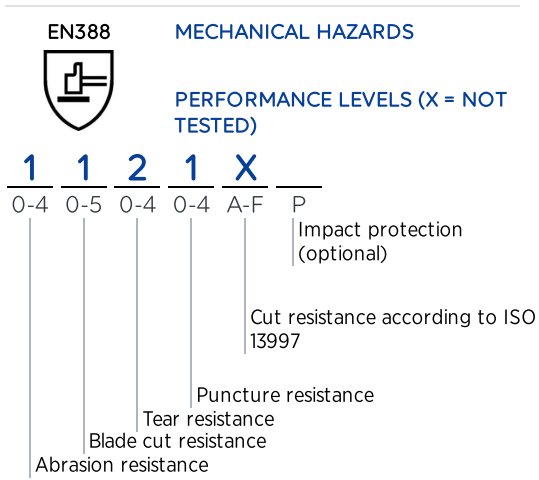 EN388
MECHANICAL HAZARDS
PERFORMANCE LEVELS (X = NOT
TESTED)
1 1 2 1 X
0-4 0-5 0-4 0-4 A-F P
Impact protection
(optional)
Cut resistance according to ISO
13997
Puncture resistance
Tear resistance
Blade cut resistance
Abrasion resistance